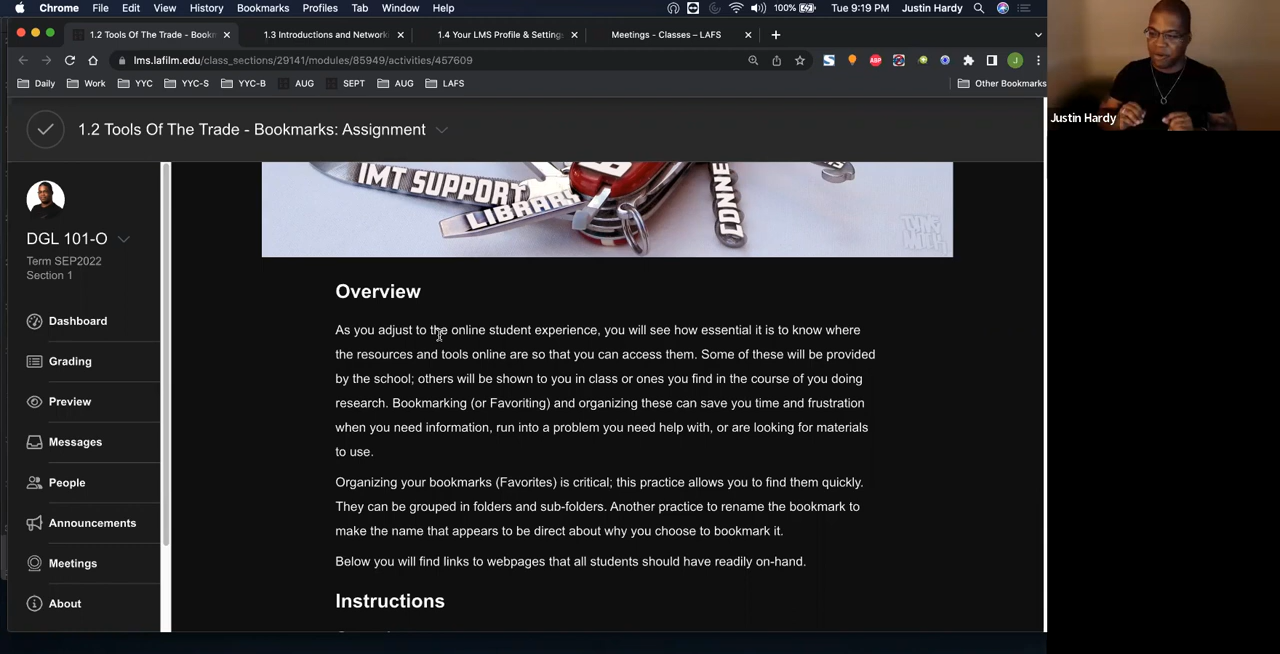 Chrome File Edit View History Bookmarks Profiles Tab Window Help 100% Tue 9:19 PM Justin Hardy
1.2 Tools Of The Trade - Bookm 1.3 Introductions and Network 1.4 Your LMS Profile & Setting Meetings - Classes – LAFS
lms.lafilm.edu/class_sections/29141/modules/85949/activities/457609
ABP J
Daily Work YYC YYC-S YYC-B AUG SEPT AUG LAFS Other Bookmarks
Justin Hardy
1.2 Tools Of The Trade - Bookmarks: Assignment
IMT SUPPORT
LIBRARY
CONNE
DGL 101-O
Term SEP2022
Section 1
Dashboard
Grading
Preview
Messages
People
Announcements
Meetings
About
Overview
As you adjust to the online student experience, you will see how essential it is to know where
the resources and tools online are so that you can access them. Some of these will be provided
by the school; others will be shown to you in class or ones you find in the course of you doing
research. Bookmarking (or Favoriting) and organizing these can save you time and frustration
when you need information, run into a problem you need help with, or are looking for materials
to use.
Organizing your bookmarks (Favorites) is critical; this practice allows you to find them quickly.
They can be grouped in folders and sub-folders. Another practice to rename the bookmark to
make the name that appears to be direct about why you choose to bookmark it.
Below you will find links to webpages that all students should have readily on-hand.
Instructions